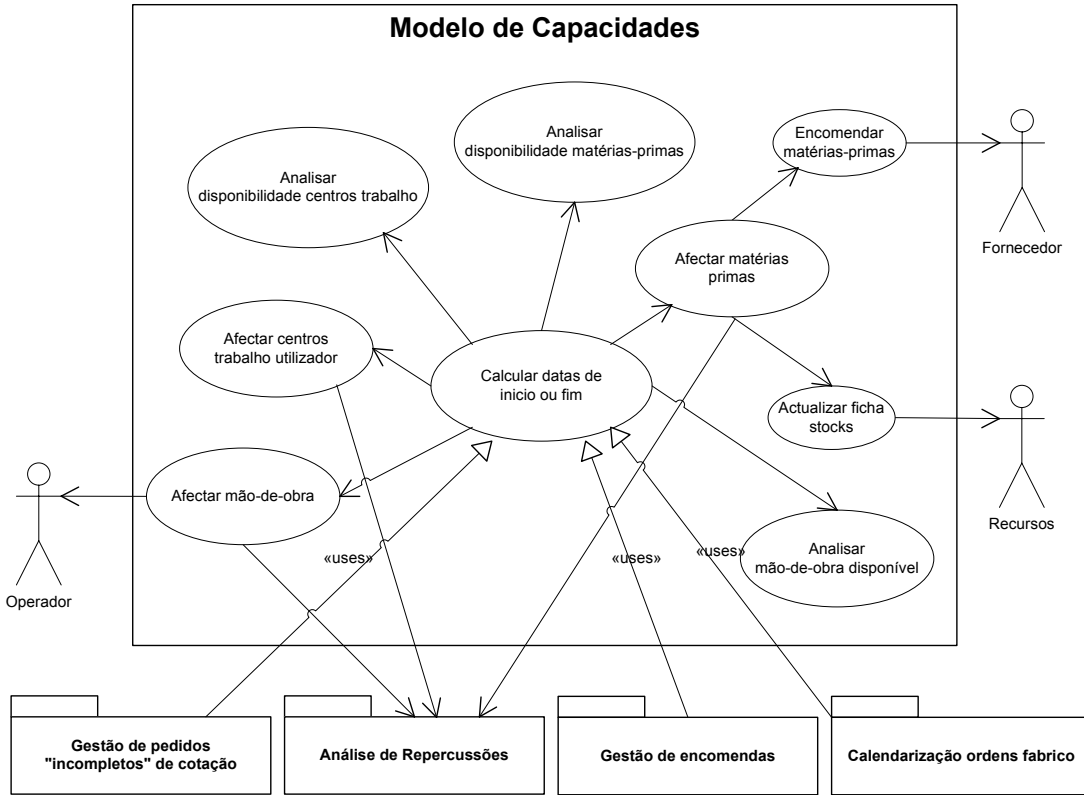 Modelo de Capacidades
Analisar
disponibilidade matérias-primas
Encomendar
matérias-primas
Analisar
disponibilidade centros trabalho
Fornecedor
Afectar matérias
primas
Afectar centros
trabalho utilizador
Calcular datas de
inicio ou fim
Actualizar ficha
stocks
Afectar mão-de-obra
Recursos
Analisar
mão-de-obra disponível
«uses»
«uses»
«uses»
Operador
Gestão de pedidos
"incompletos" de cotação
Análise de Repercussões
Gestão de encomendas
Calendarização ordens fabrico